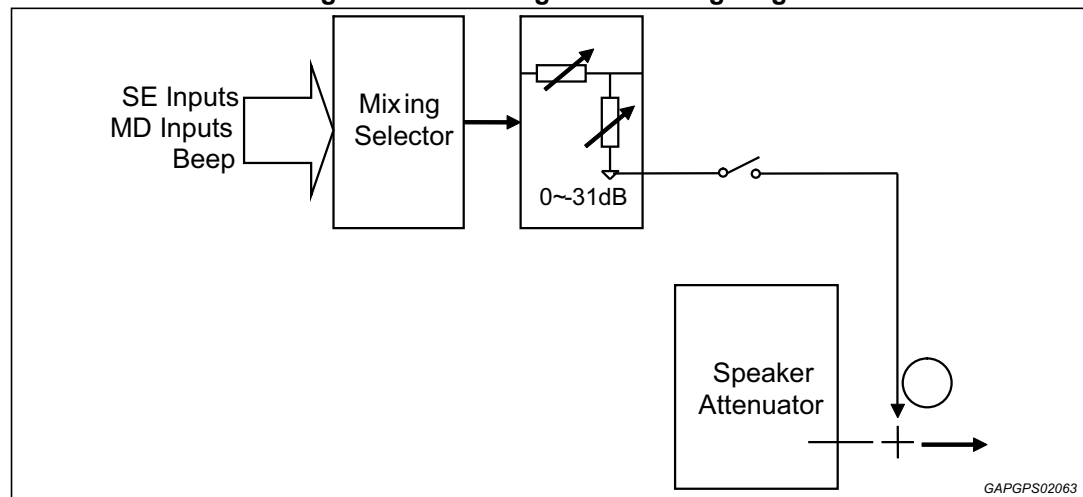 SE Inputs
MD Inputs
Beep
Mixing
Selector
0~-31dB
Speaker
Attenuator
GAPGPS02063